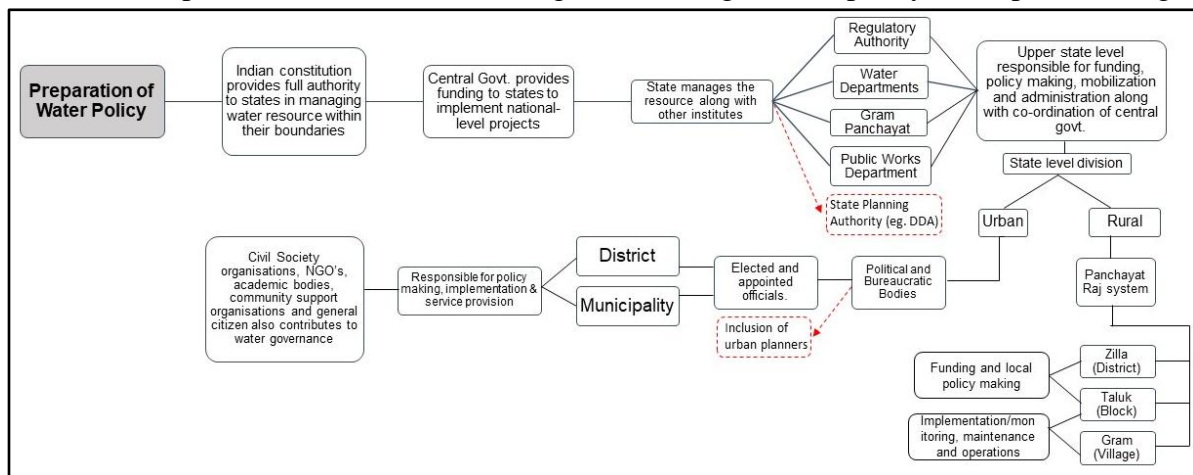 Preparation of
Water Policy
Indian constitution
provides full authority
to states in managing
water resource within
their boundaries
Central Govt. provides
funding to states to
implement national-
level projects
State manages the
resource along with
other institutes
Regulatory
Authority
Water
Departments
Gram
Panchayat
Public Works
Department
State Planning
Authority (eg. DDA)
Upper state level
responsible for funding,
policy making, mobilization
and administration along
with co-ordination of central
govt.
State level division
Urban
Rural
Civil Society
organisations, NGO's,
academic bodies,
community support
organisations and general
citizen also contributes to
water governance
Responsible for policy
making, implementation &
service provision
District
Municipality
Elected and
appointed
officials.
Political and
Bureaucratic
Bodies
Inclusion of
urban planners
Panchayat
Raj system
Funding and local
policy making
Implementation/mon
itoring, maintenance
and operations
Zilla
(District)
Taluk
(Block)
Gram
(Village)